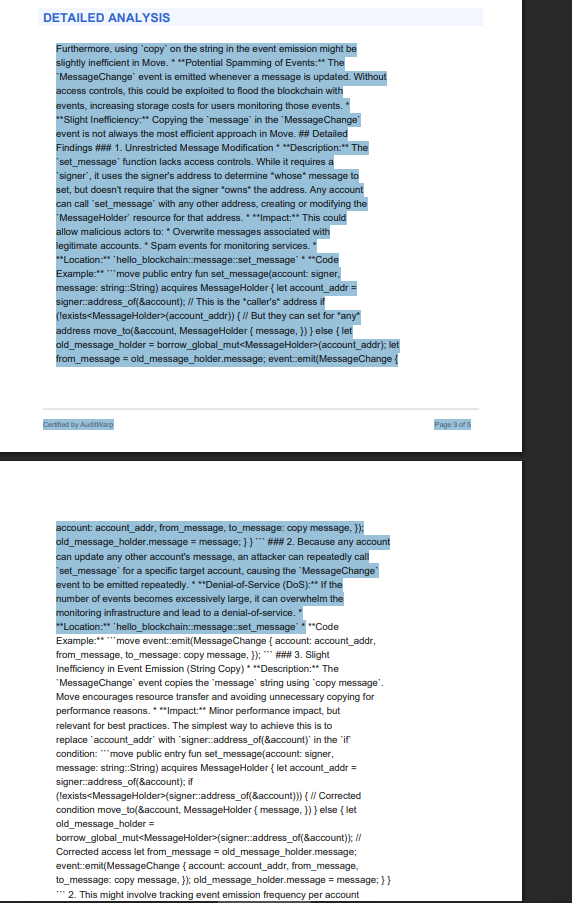 DETAILED ANALYSIS
Furthermore, using `copy` on the string in the event emission might be
slightly inefficient in Move. * **Potential Spamming of Events:** The
`MessageChange` event is emitted whenever a message is updated. Without
access controls, this could be exploited to flood the blockchain with
events, increasing storage costs for users monitoring those events. *
**Slight Inefficiency:** Copying the `message` in the `MessageChange`
event is not always the most efficient approach in Move. ## Detailed
Findings ### 1. Unrestricted Message Modification * **Description:** The
`set_message` function lacks access controls. While it requires a
`signer`, it uses the signer's address to determine *whose* message to
set, but doesn't require that the signer *owns* the address. Any account
can call `set_message` with any other address, creating or modifying the
`MessageHolder` resource for that address. * **Impact:** This could
allow malicious actors to: * Overwrite messages associated with
legitimate accounts. * Spam events for monitoring services. *
**Location:** `hello_blockchain::message::set_message` * **Code
Example:** ```move public entry fun set_message(account: signer,
message: string::String) acquires MessageHolder { let account_addr =
signer::address_of(&account); // This is the *caller's* address if
(!exists<MessageHolder>(account_addr)) { // But they can set for *any*
address move_to(&account, MessageHolder { message, }) } else { let
old_message_holder = borrow_global_mut<MessageHolder>(account_addr); let
from_message = old_message_holder.message; event::emit(MessageChange {
Certified by AuditWarp
Page 3 of 5
account: account_addr, from_message, to_message: copy message, });
old_message_holder.message = message; } } ``` ### 2. Because any account
can update any other account's message, an attacker can repeatedly call
`set_message` for a specific target account, causing the `MessageChange`
event to be emitted repeatedly. * **Denial-of-Service (DoS):** If the
number of events becomes excessively large, it can overwhelm the
monitoring infrastructure and lead to a denial-of-service. *
**Location:** `hello_blockchain::message::set_message` * **Code
Example:** ```move event::emit(MessageChange { account: account_addr,
from_message, to_message: copy message, }); ``` ### 3. Slight
Inefficiency in Event Emission (String Copy) * **Description:** The
`MessageChange` event copies the `message` string using `copy message`.
Move encourages resource transfer and avoiding unnecessary copying for
performance reasons. * **Impact:** Minor performance impact, but
relevant for best practices. The simplest way to achieve this is to
replace `account_addr` with `signer::address_of(&account)` in the `if`
condition: ```move public entry fun set_message(account: signer,
message: string::String) acquires MessageHolder { let account_addr =
signer::address_of(&account); if
(!exists<MessageHolder>(signer::address_of(&account))) { // Corrected
condition move_to(&account, MessageHolder { message, }) } else { let
old_message_holder =
borrow_global_mut<MessageHolder>(signer::address_of(&account)); //
Corrected access let from_message = old_message_holder.message;
event::emit(MessageChange { account: account_addr, from_message,
to_message: copy message, }); old_message_holder.message = message; } }
``` 2. This might involve tracking event emission frequency per account